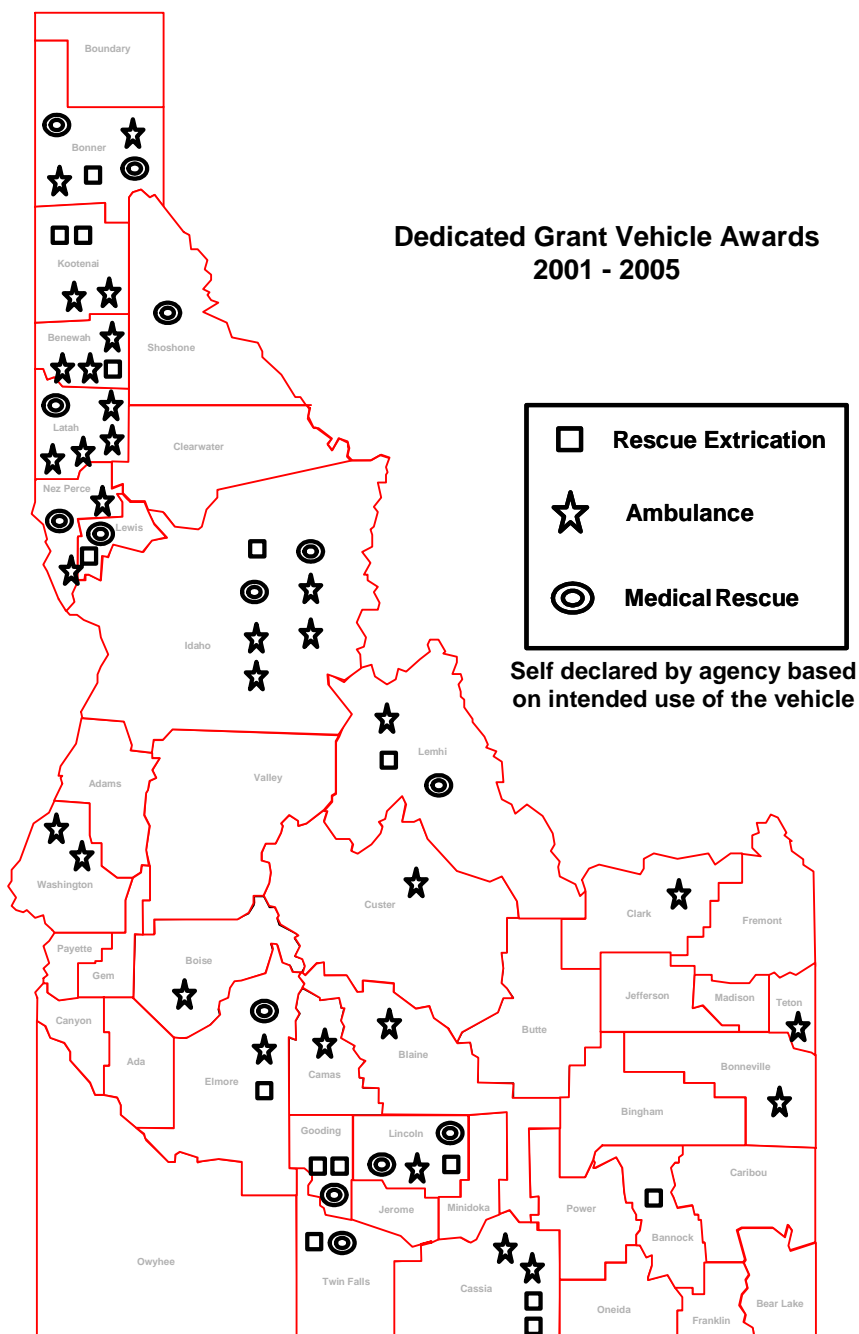 Boundary
Bonner
Dedicated Grant Vehicle Awards
2001 - 2005
Kootenai
Benewah
Shoshone
Latah
Clearwater
Rescue Extrication
Nez Perce
Lewis
Ambulance
Medical Rescue
Idaho
Self declared by agency based
on intended use of the vehicle
Lemhi
Valley
Adams
Washington
Custer
Clark
Fremont
Payette
Boise
Gem
Jefferson
Madison
Teton
Canyon
Butte
Ada
Blaine
Bonneville
Elmore
Camas
Bingham
Gooding
Lincoln
Caribou
Jerome
Minidoka
Power
Bannock
Owyhee
Twin Falls
Cassia
Oneida
Franklin
Bear Lake